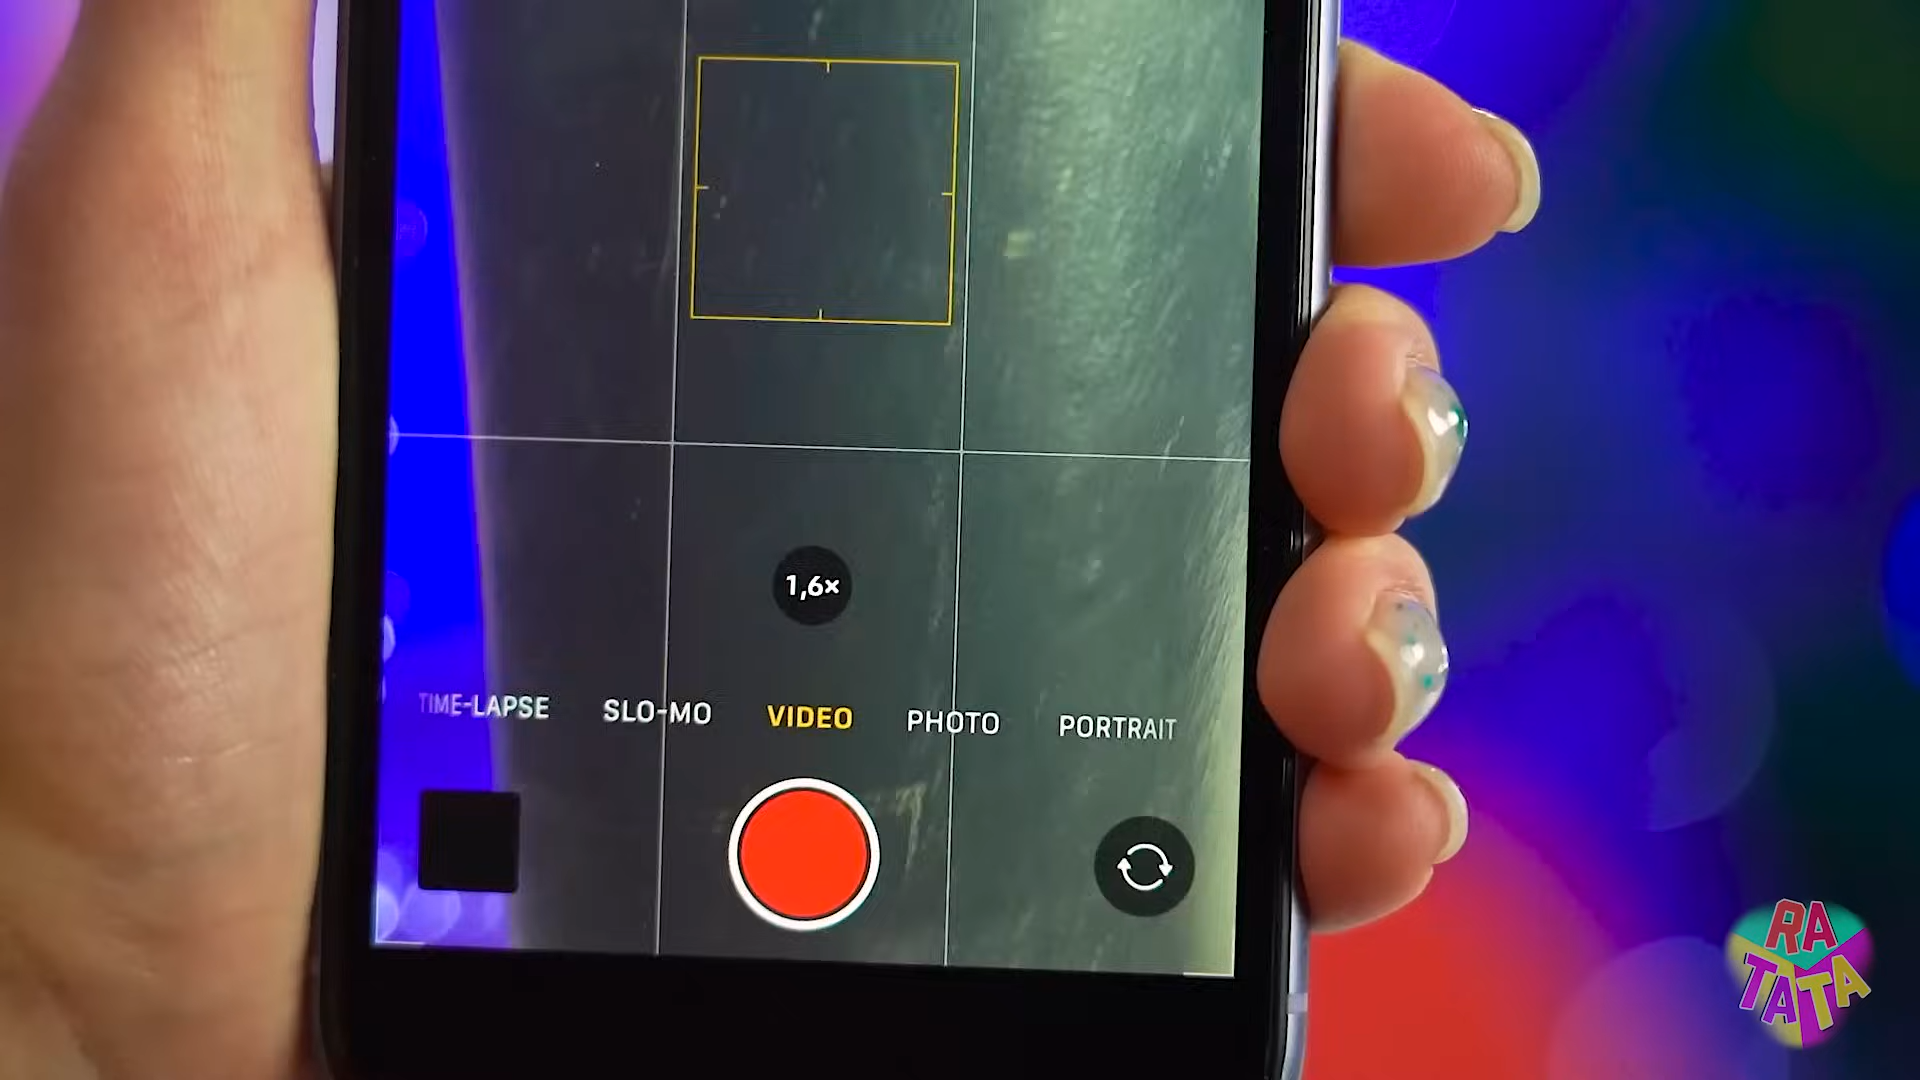 1,6×
TIME-LAPSE SLO-MO VIDEO PHOTO PORTRAIT
RA
TATA